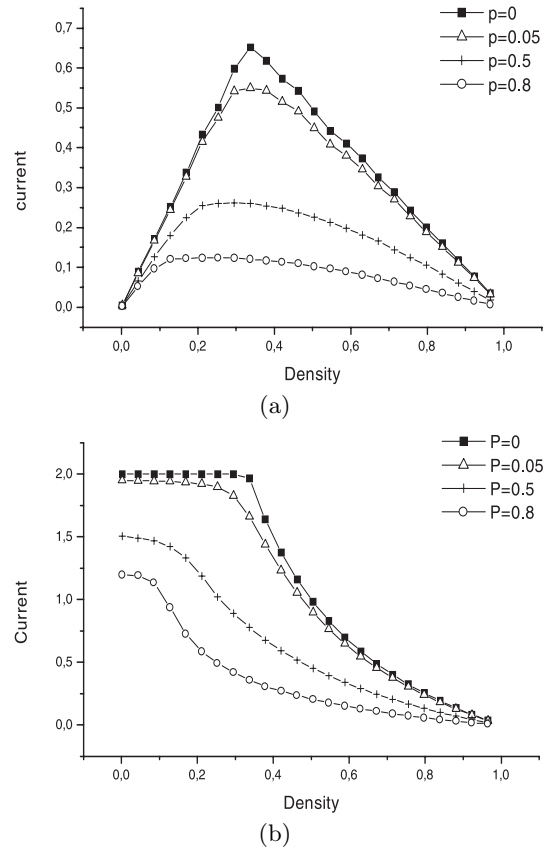 p=0
p=0.05
p=0.5
p=0.8
0,7
0,6
0,5
0,4
0,3
0,2
0,1
0,0
current
0,0 0,2 0,4 0,6 0,8 1,0
Density
(a)
P=0
P=0.05
P=0.5
P=0.8
2,0
1,5
1,0
0,5
0,0
Current
0,0 0,2 0,4 0,6 0,8 1,0
Density
(b)